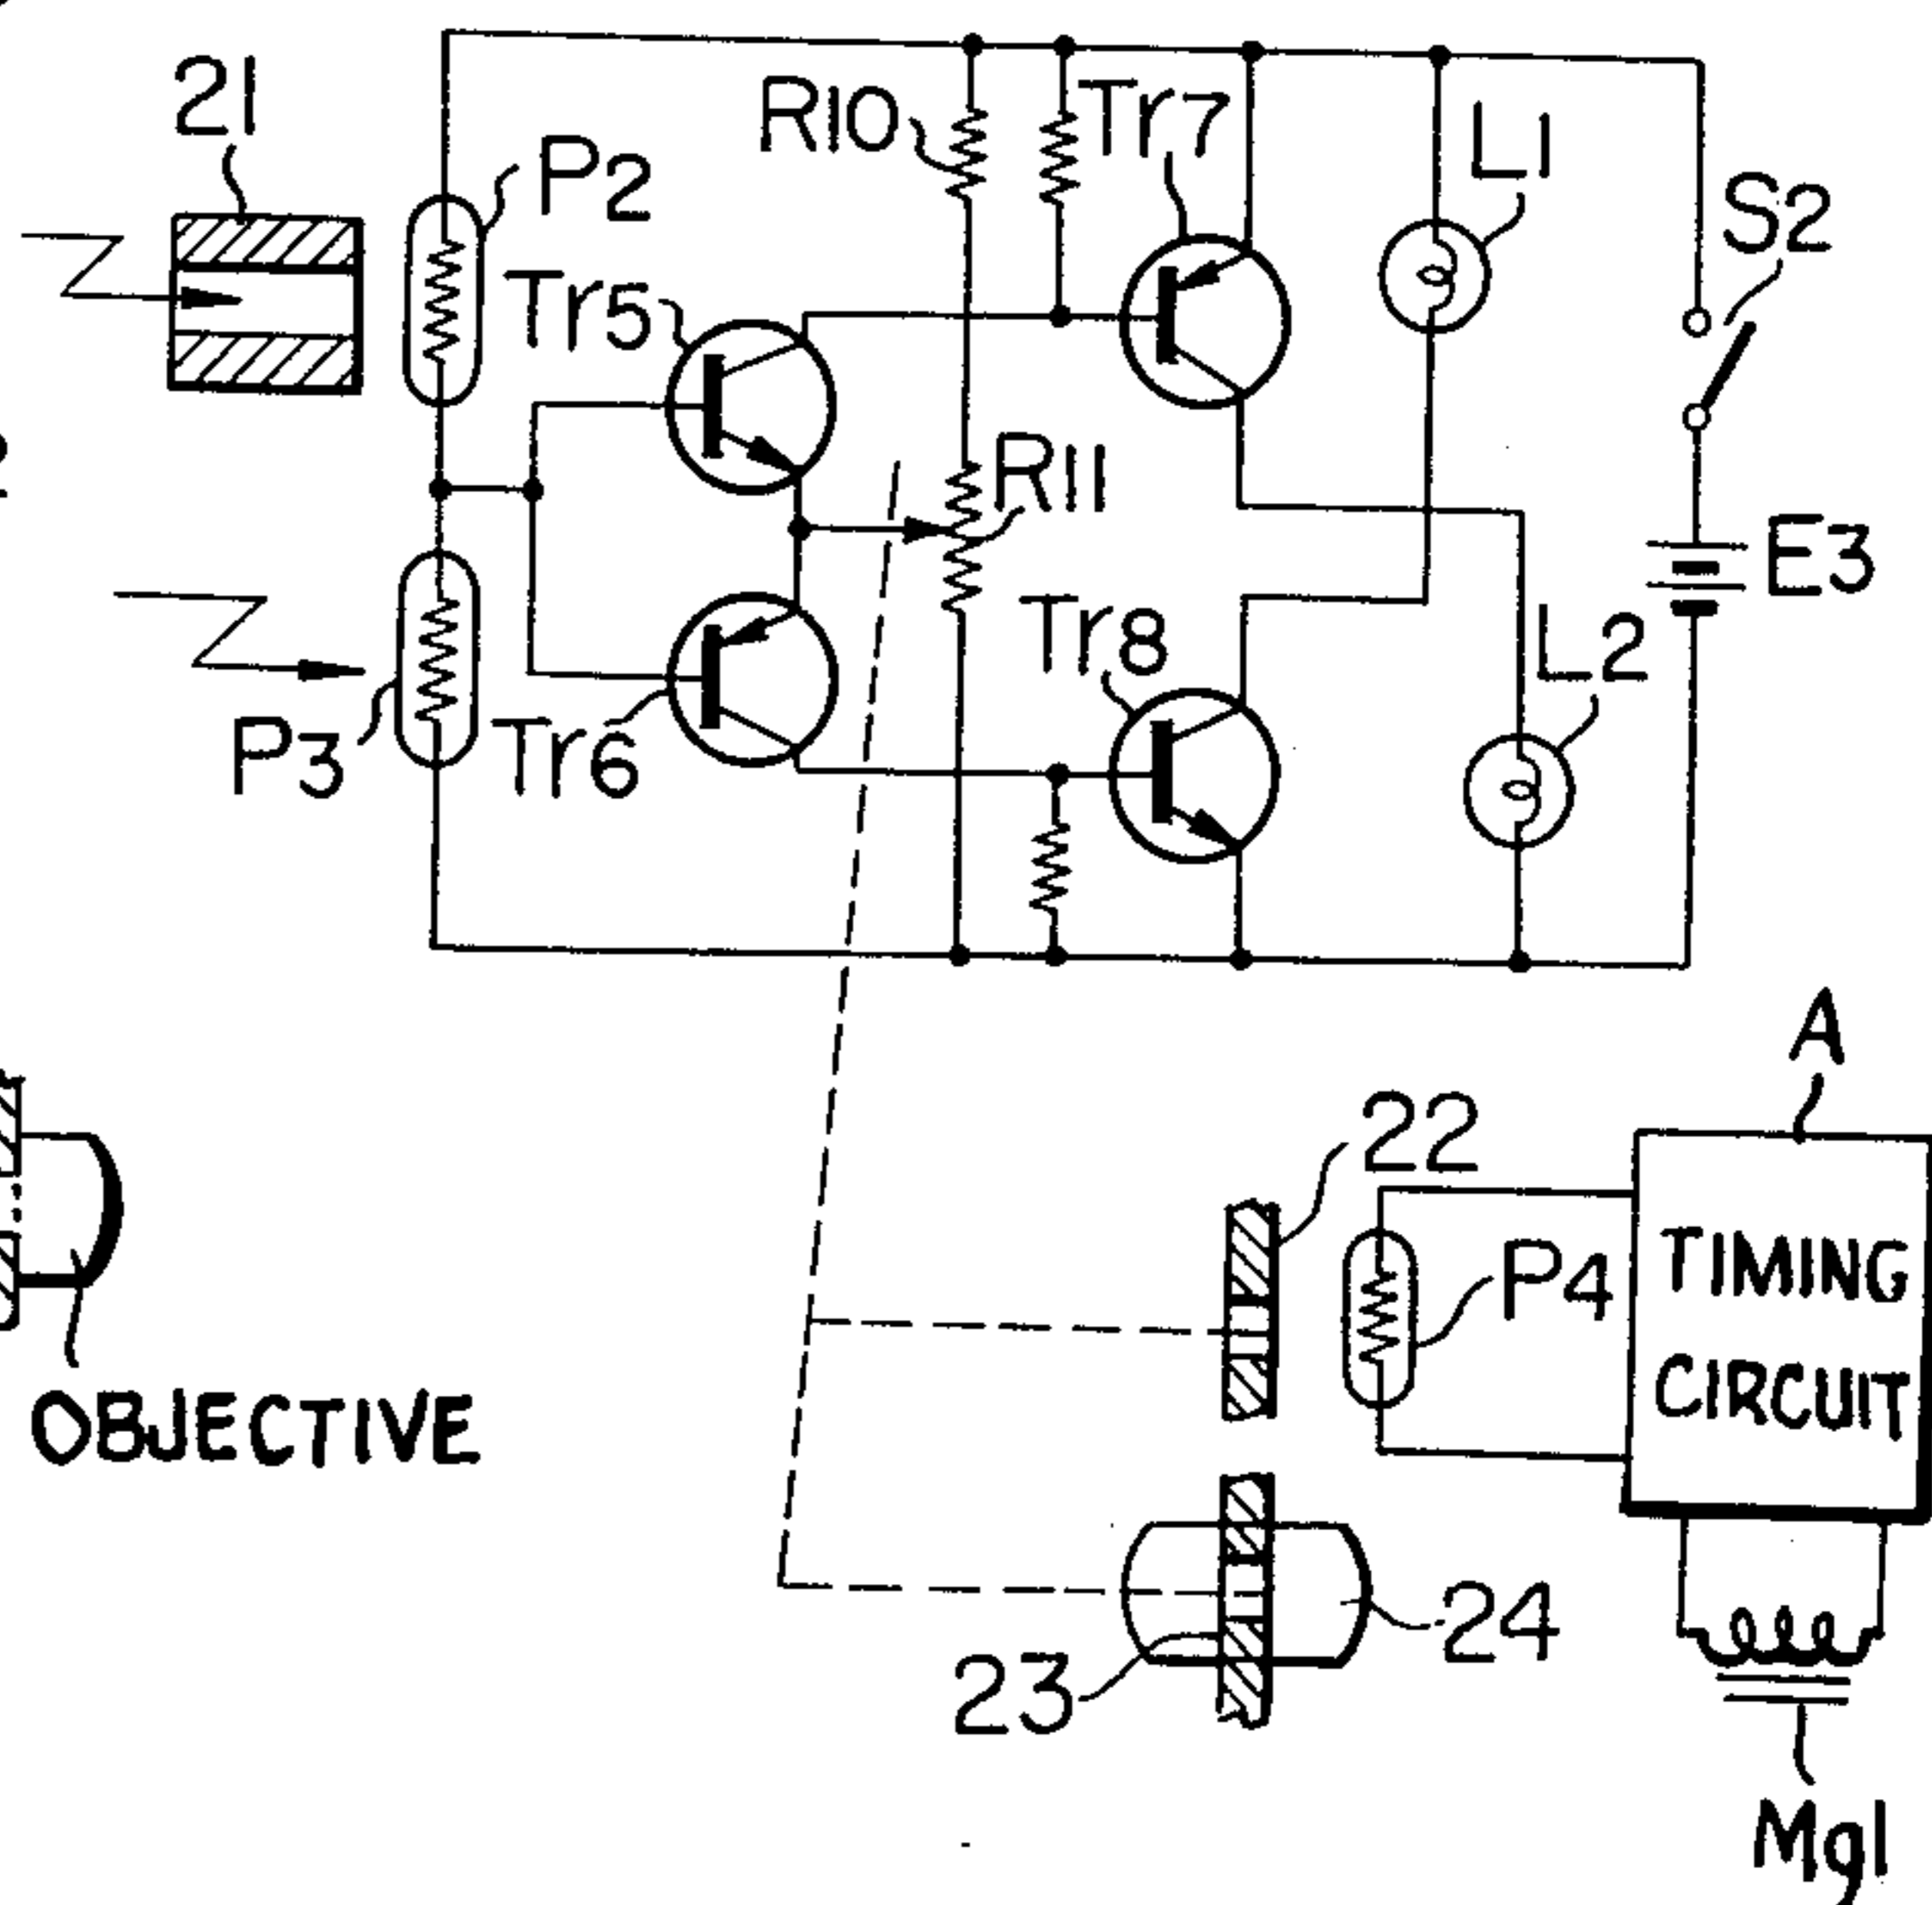 21
P2
R10
Tr7
L1
S2
Tr5
R11
E3
P3
Tr6
Tr8
L2
A
22
P4
TIMING
CIRCUIT
OBJECTIVE
23
24
Mg1